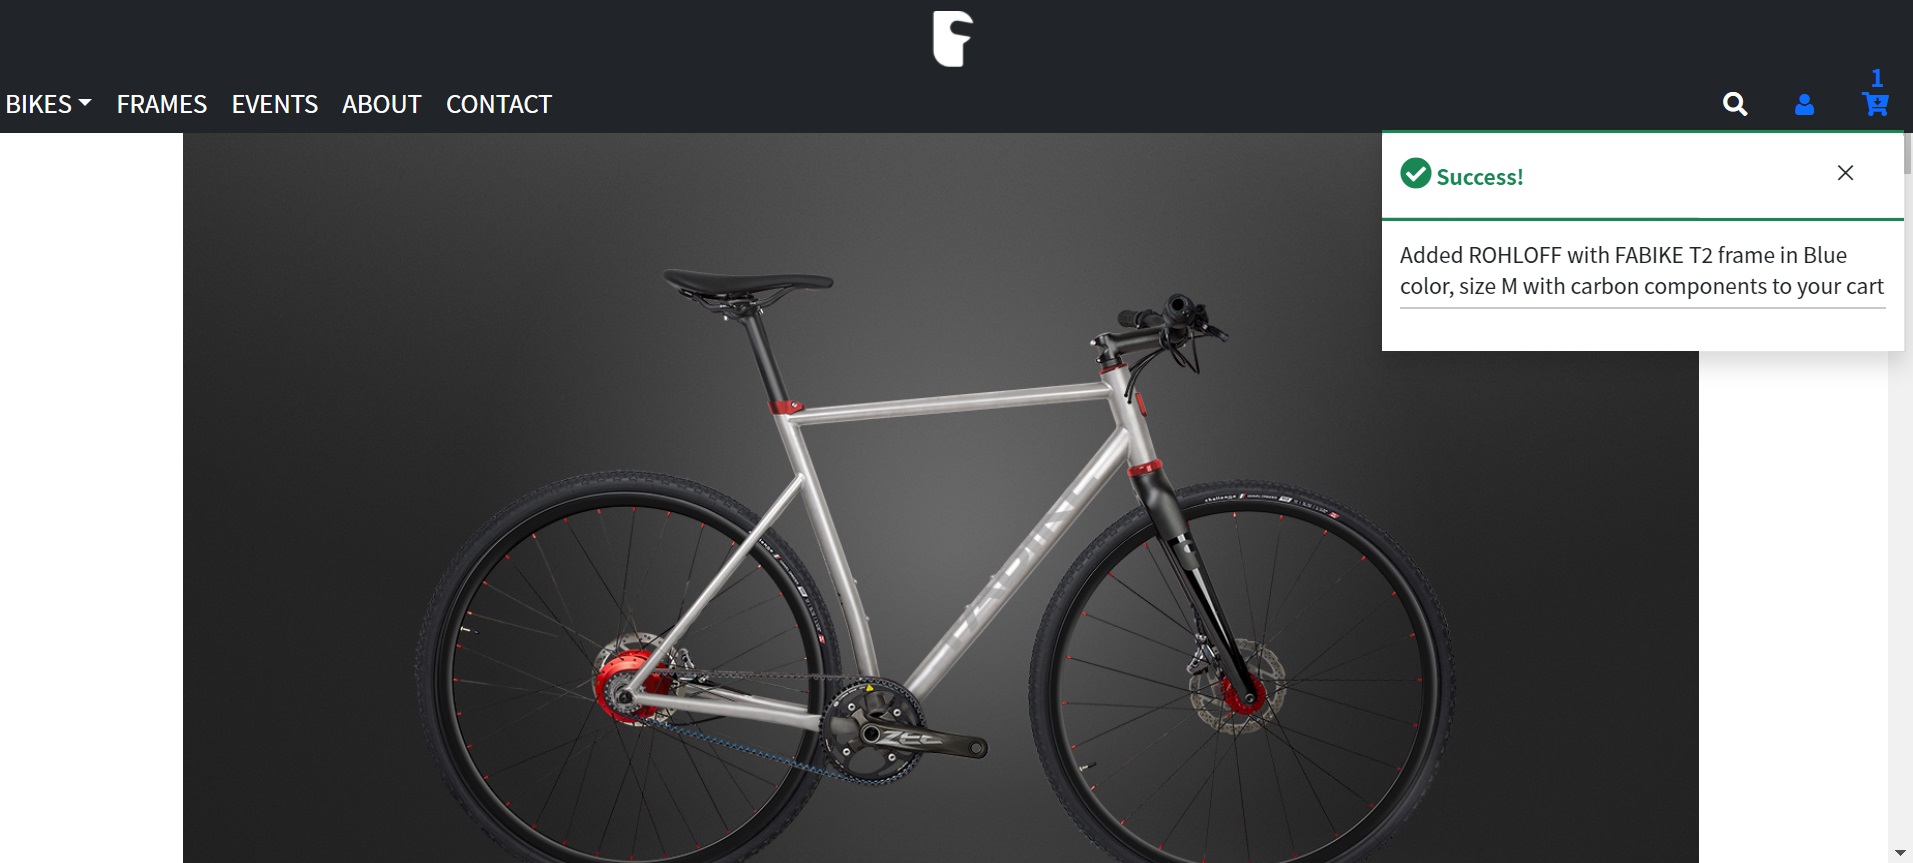 BIKES
FRAMES
EVENTS
ABOUT
CONTACT
1
Success!
Added ROHLOFF with FABIKE T2 frame in Blue
color, size M with carbon components to your cart
challenge
ZEE